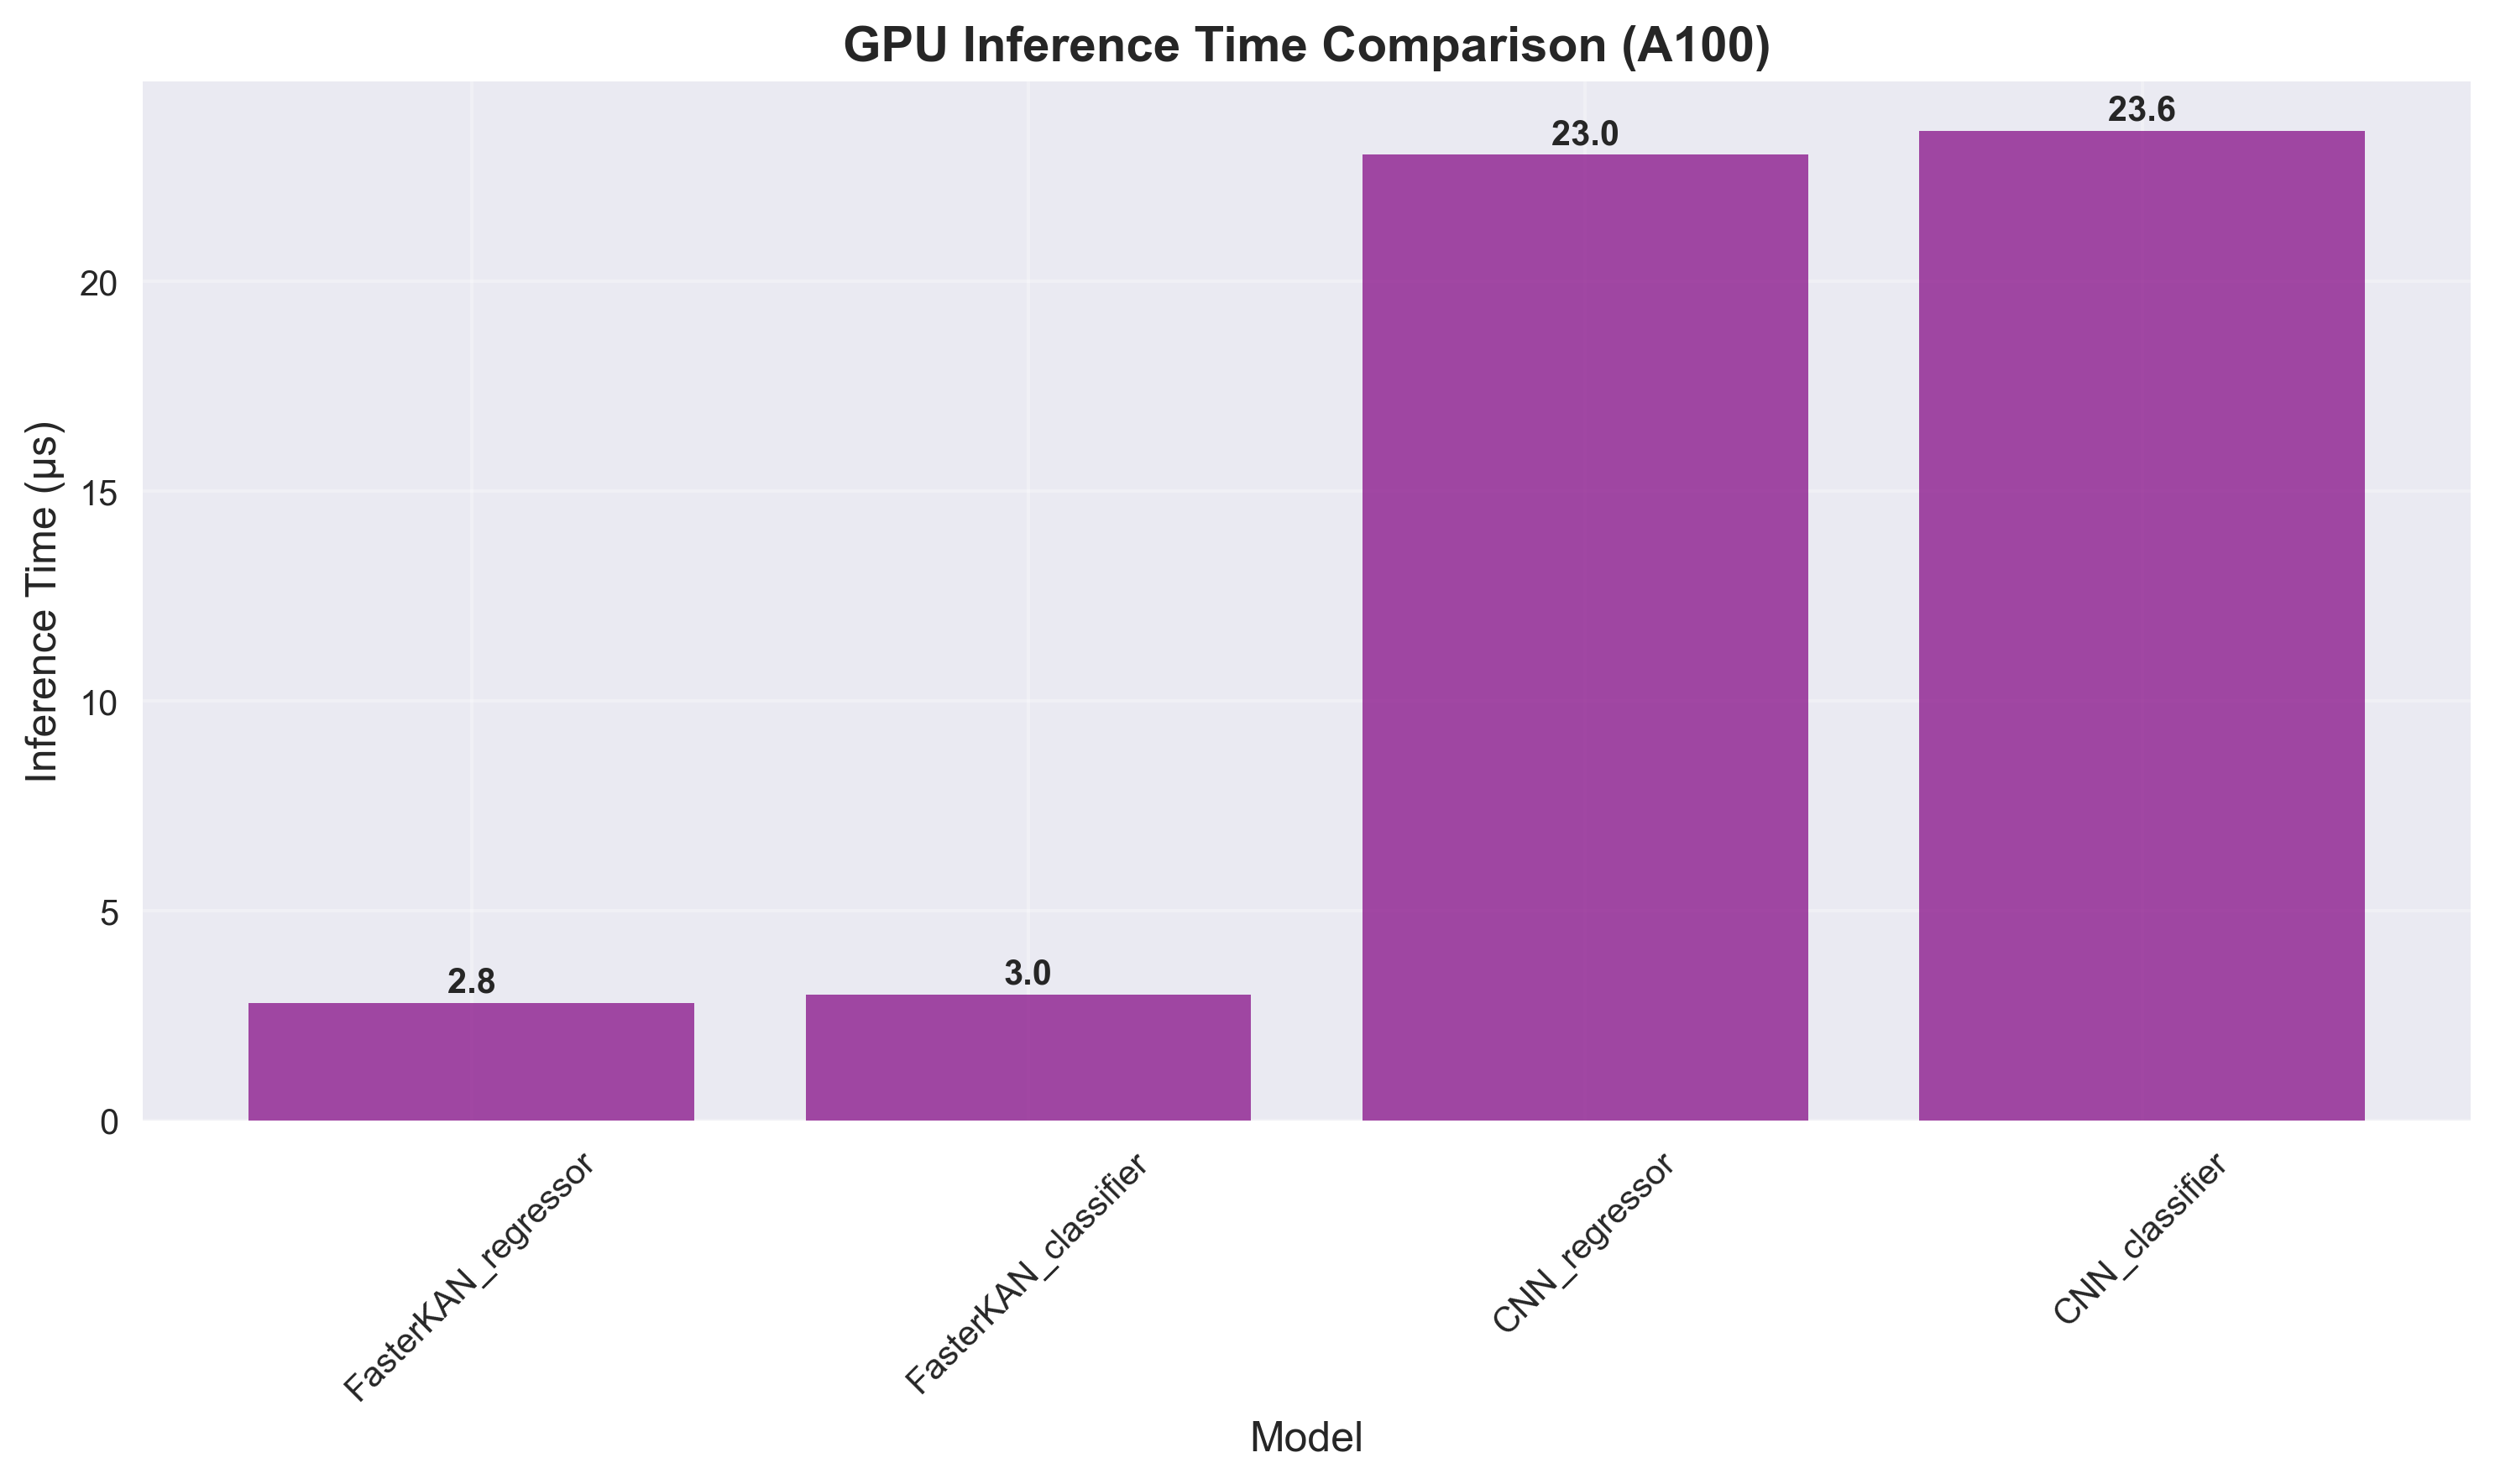 GPU Inference Time Comparison (A100)
Inference Time (µs)
20
15
10
5
0
2.8
3.0
23.0
23.6
FasterKAN_regressor
FasterKAN_classifier
CNN_regressor
CNN_classifier
Model